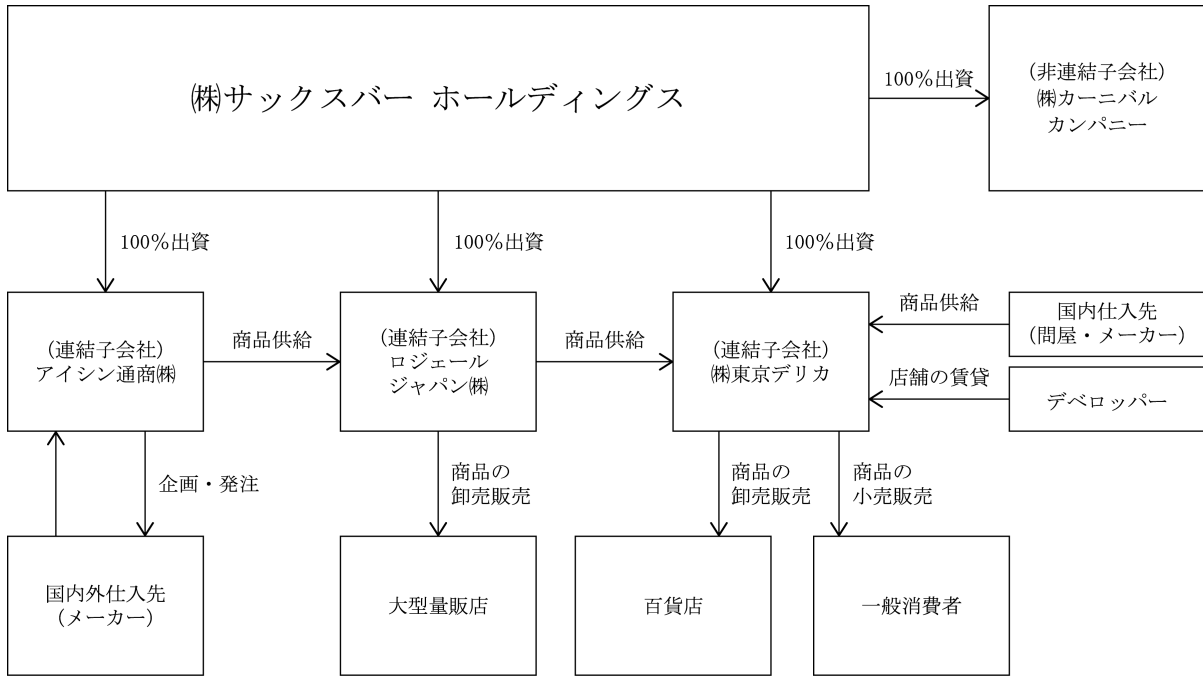 ㈱サックスバー ホールディングス
100％出資
(非連結子会社)
㈱カーニバル
カンパニー
100％出資
100％出資
100％出資
(連結子会社)
アイシン通商㈱
商品供給
(連結子会社)
ロジェール
ジャパン㈱
商品供給
(連結子会社)
㈱東京デリカ
商品供給
国内仕入先
(問屋・メーカー)
店舗の賃貸
デベロッパー
企画・発注
商品の
卸売販売
商品の
卸売販売
商品の
小売販売
国内外仕入先
(メーカー)
大型量販店
百貨店
一般消費者